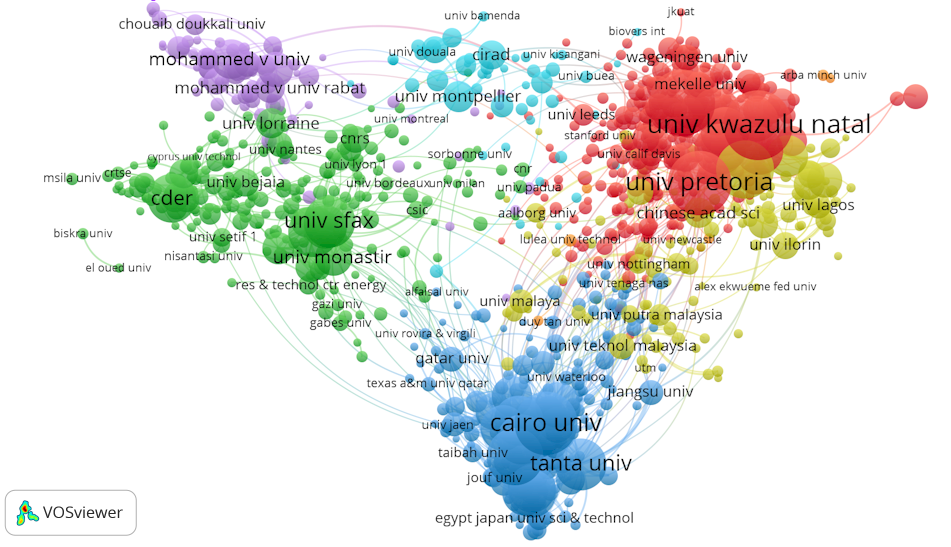 univ bamenda
jkuat
chouaib doukkali univ
biovers int
univ douala
cirad
univ kisangani
wageningen univ
mohammed v univ
univ buea
arba minch univ
mekelle univ
mohammed v univ rabat
univ montpellier
univ leeds
univ montreal
univ lorraine
univ kwazulu natal
stanford univ
cnrs
univ nantes
cyprus univ technol
sorbonne univ
univ calif davis
univ lyon 1
crtse
cnr
msila univ
univ bejaia
univ bordeaux
univ milan
univ padua
univ pretoria
cder
univ lagos
csic
aalborg univ
chinese acad sci
univ sfax
biskra univ
univ setif 1
lulea univ technol
univ newcastle
univ ilorin
nisantasi univ
univ monastir
univ nottingham
el oued univ
res & technol ctr energy
univ tenaga nas
alex ekwueme fed univ
alfaisal univ
gazi univ
univ malaya
gabes univ
duy tan univ
univ putra malaysia
univ rovira & virgili
univ teknol malaysia
qatar univ
utm
texas a&m univ qatar
univ waterloo
jiangsu univ
univ jaen
cairo univ
taibah univ
tanta univ
jouf univ
VOSviewer
egypt japan univ sci & technol